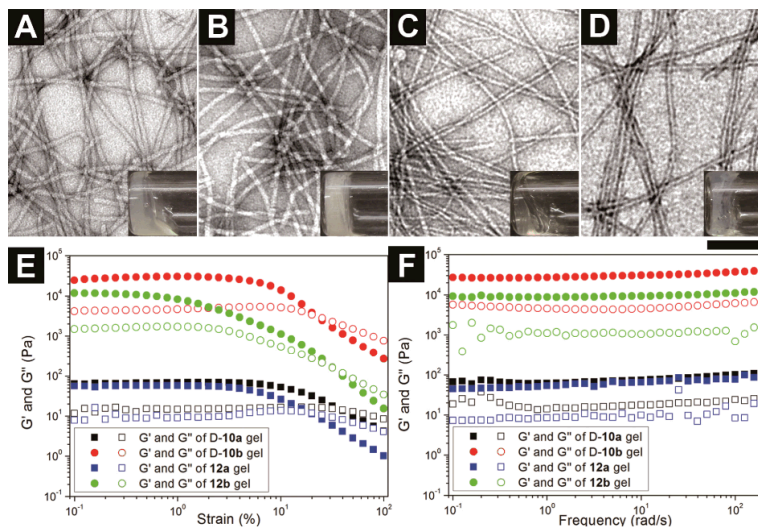 A
B
C
D
E
10⁵
10⁴
10³
10²
10¹
10⁰
10⁻¹
G' and G'' (Pa)
G' and G'' of D-10a gel
G' and G'' of D-10b gel
G' and G'' of 12a gel
G' and G'' of 12b gel
10⁻¹ 10⁰ 10¹ 10²
Strain (%)
F
10⁵
10⁴
10³
10²
10¹
10⁰
10⁻¹
G' and G'' (Pa)
G' and G'' of D-10a gel
G' and G'' of D-10b gel
G' and G'' of 12a gel
G' and G'' of 12b gel
10⁻¹ 10⁰ 10¹ 10²
Frequency (rad/s)